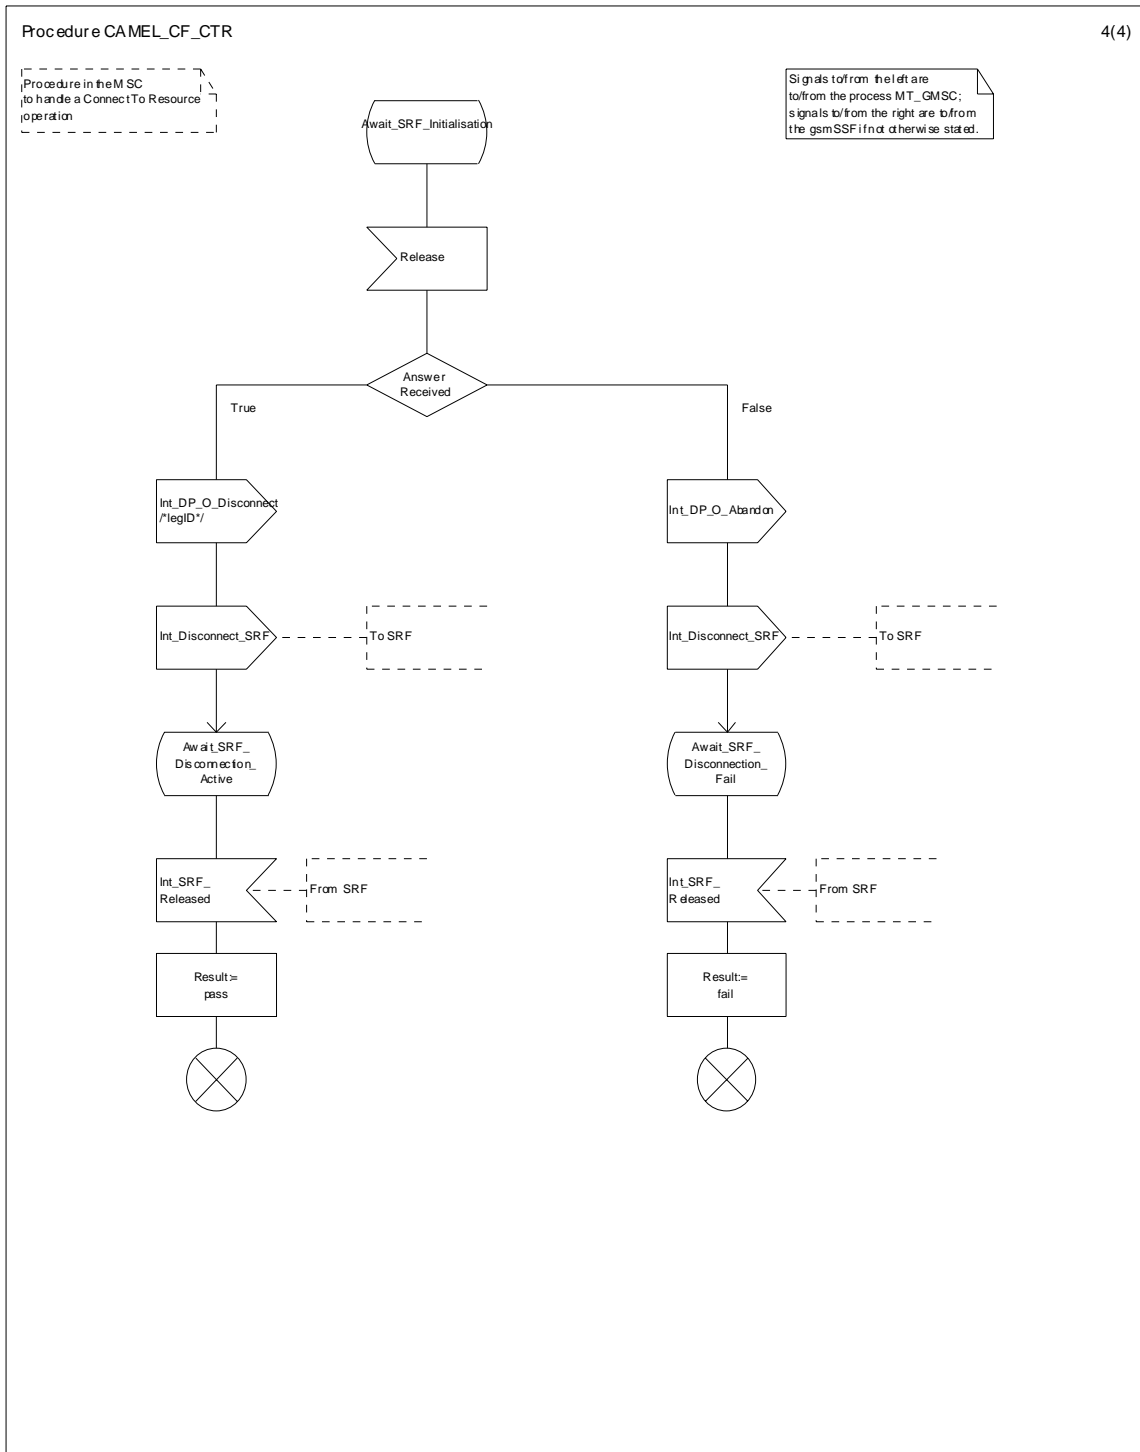 Procedure CAMEL_CF_CTR
4(4)
Procedure in the MSC
to handle a Connect To Resource
operation
Signals to/from the left are
to/from the process MT_GMSC;
signals to/from the right are to/from
the gsmSSF if not otherwise stated.
Await_SRF_Initialisation
Release
Answer
Received
True
False
Int_DP_O_Disconnect
/*legID*/
Int_DP_O_Abandon
Int_Disconnect_SRF
To SRF
Int_Disconnect_SRF
To SRF
Await_SRF_
Disconnection_
Active
Await_SRF_
Disconnection_
Fail
Int_SRF_
Released
From SRF
Int_SRF_
Released
From SRF
Result:=
pass
Result:=
fail